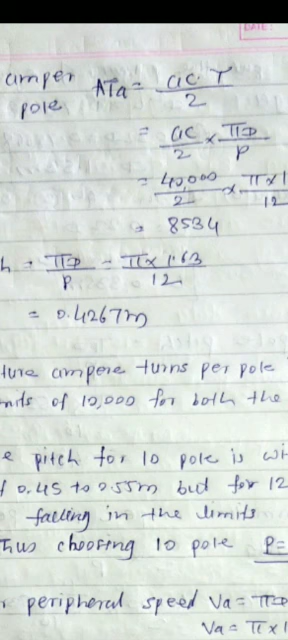 DATE:
amper ATa = ac T / 2
pole
= ac / 2 × πD / P
= 40,000 / 2 × π × 1 / 12
= 8534
h = πD / P = π × 1.63 / 12
= 0.4267m
ture ampere turns per pole
mits of 10,000 for both the
e pitch for 10 pole is wi
f 0.45 to 0.55m but for 12
falling in the limits
Thus choosing 10 pole P=
r peripheral speed Va = πD
Va = π × 1